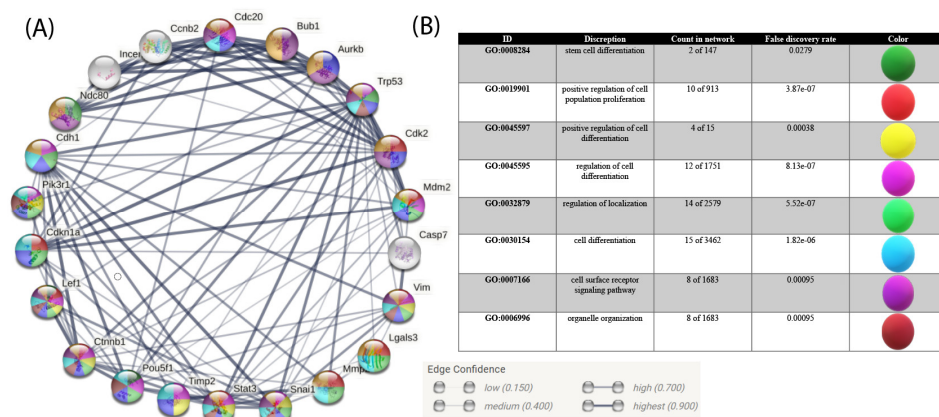 (A)
(B)
Cdc20
Bub1
Ccnb2
Aurkb
Incen
Trp53
Ndc80
Cdk2
Cdh1
Mdm2
Pik3r1
Casp7
Cdkn1a
Vim
Lef1
Lgals3
Ctnnb1
Pou5f1
Timp2
Stat3
Snai1
Mmp
ID Discreption Count in network False discovery rate Color
GO:0008284 stem cell differentiation 2 of 147 0.0279
GO:0019901 positive regulation of cell population proliferation 10 of 913 3.87e-07
GO:0045597 positive regulation of cell differentiation 4 of 15 0.00038
GO:0045595 regulation of cell differentiation 12 of 1751 8.13e-07
GO:0032879 regulation of localization 14 of 2579 5.52e-07
GO:0030154 cell differentiation 15 of 3462 1.82e-06
GO:0007166 cell surface receptor signaling pathway 8 of 1683 0.00095
GO:0006996 organelle organization 8 of 1683 0.00095
Edge Confidence
low (0.150) high (0.700)
medium (0.400) highest (0.900)